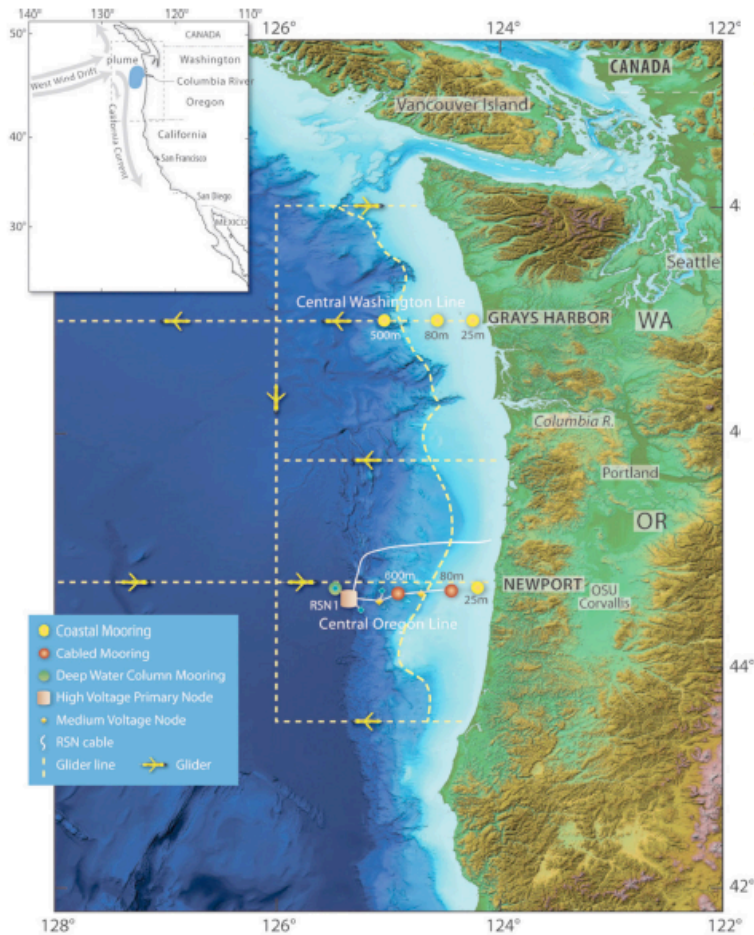 140°
130°
120°
110°
50°
CANADA
plume
Washington
West Wind Drift
Columbia River
Oregon
40°
California
California Current
San Francisco
30°
San Diego
MEXICO
126°
124°
122°
CANADA
Vancouver Island
Seattle
Central Washington Line
GRAYS HARBOR
WA
500m
80m
25m
Columbia R.
Portland
OR
600m
80m
NEWPORT
25m
OSU
Corvallis
RSN1
Central Oregon Line
Coastal Mooring
Cabled Mooring
Deep Water Column Mooring
High Voltage Primary Node
Medium Voltage Node
RSN cable
Glider line
Glider
4
4
4
44°
42°
128°
126°
124°
122°